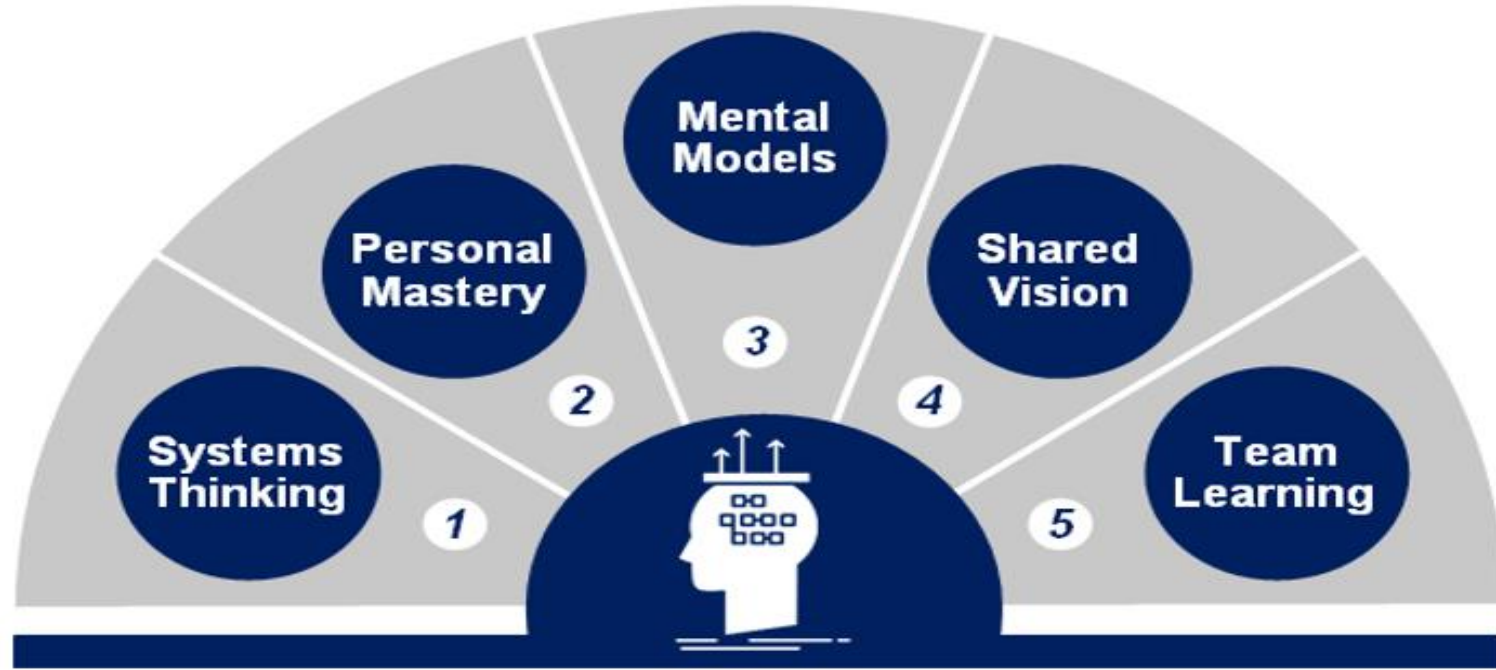 Systems
Thinking
1
Personal
Mastery
2
Mental
Models
3
Shared
Vision
4
Team
Learning
5